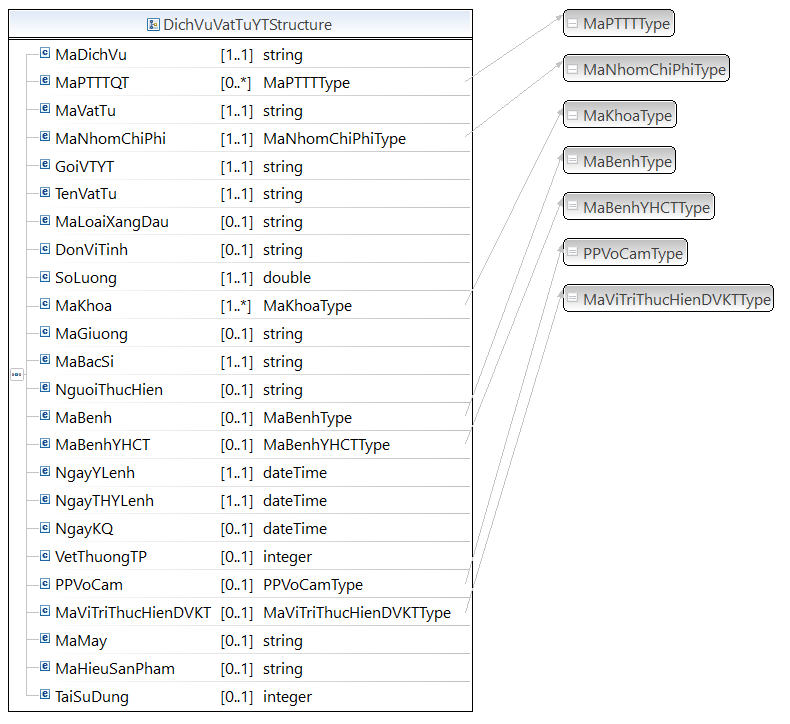 DichVuVatTuYTStructure
MaDichVu [1..1] string
MaPTTTQT [0..*] MaPTTTType
MaVatTu [1..1] string
MaNhomChiPhi [1..1] MaNhomChiPhiType
GoiVTYT [1..1] string
TenVatTu [1..1] string
MaLoaiXangDau [0..1] string
DonViTinh [0..1] string
SoLuong [1..1] double
MaKhoa [1..*] MaKhoaType
MaGiuong [0..1] string
MaBacSi [1..1] string
NguoiThucHien [0..1] string
MaBenh [0..1] MaBenhType
MaBenhYHCT [0..1] MaBenhYHCTType
NgayYLenh [1..1] dateTime
NgayTHYLenh [1..1] dateTime
NgayKQ [0..1] dateTime
VetThuongTP [0..1] integer
PPVoCam [0..1] PPVoCamType
MaViTriThucHienDVKT [0..1] MaViTriThucHienDVKTType
MaMay [0..1] string
MaHieuSanPham [0..1] string
TaiSuDung [0..1] integer
MaPTTTType
MaNhomChiPhiType
MaKhoaType
MaBenhType
MaBenhYHCTType
PPVoCamType
MaViTriThucHienDVKTType